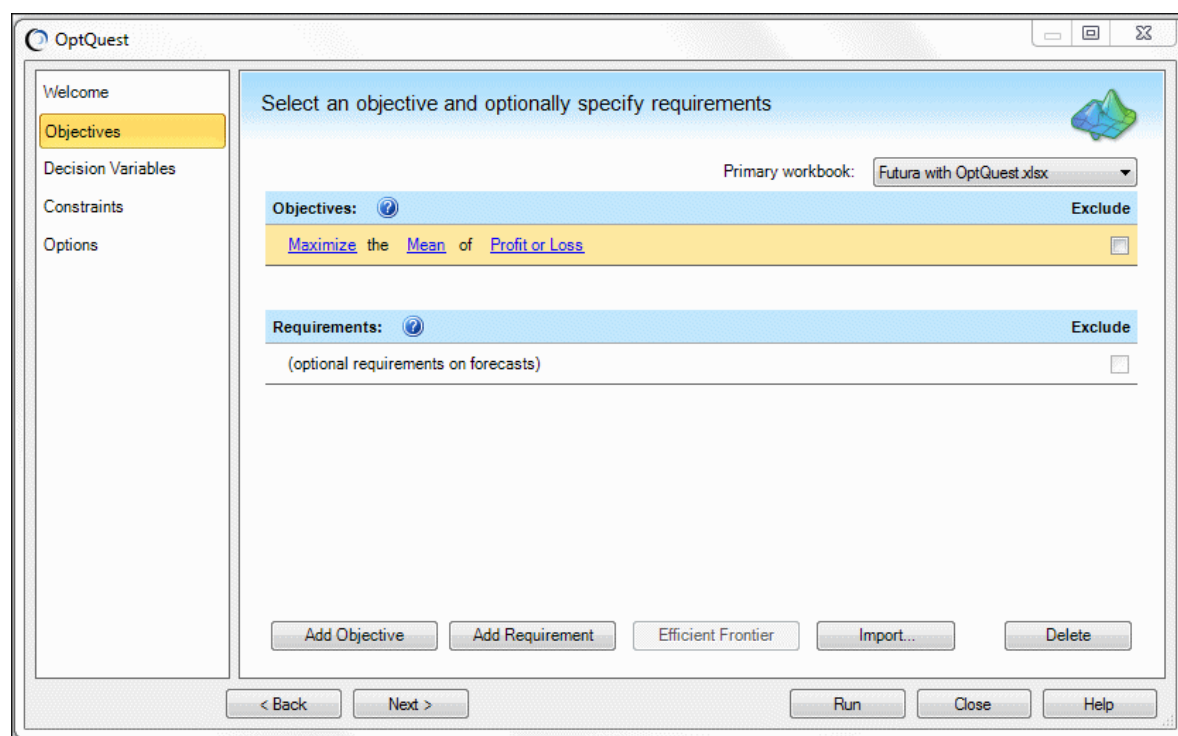 OptQuest
Welcome
Objectives
Decision Variables
Constraints
Options
Select an objective and optionally specify requirements
Primary workbook: Futura with OptQuest.xlsx
Objectives: ? Exclude
Maximize the Mean of Profit or Loss
Requirements: ? Exclude
(optional requirements on forecasts)
Add Objective Add Requirement Efficient Frontier Import... Delete
< Back Next > Run Close Help